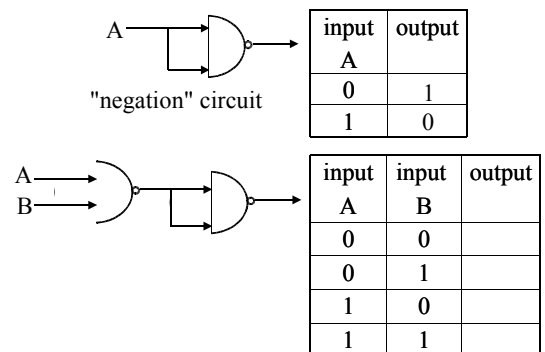 A
"negation" circuit
input output
A
0 1
1 0
A
B
input input output
A B
0 0
0 1
1 0
1 1